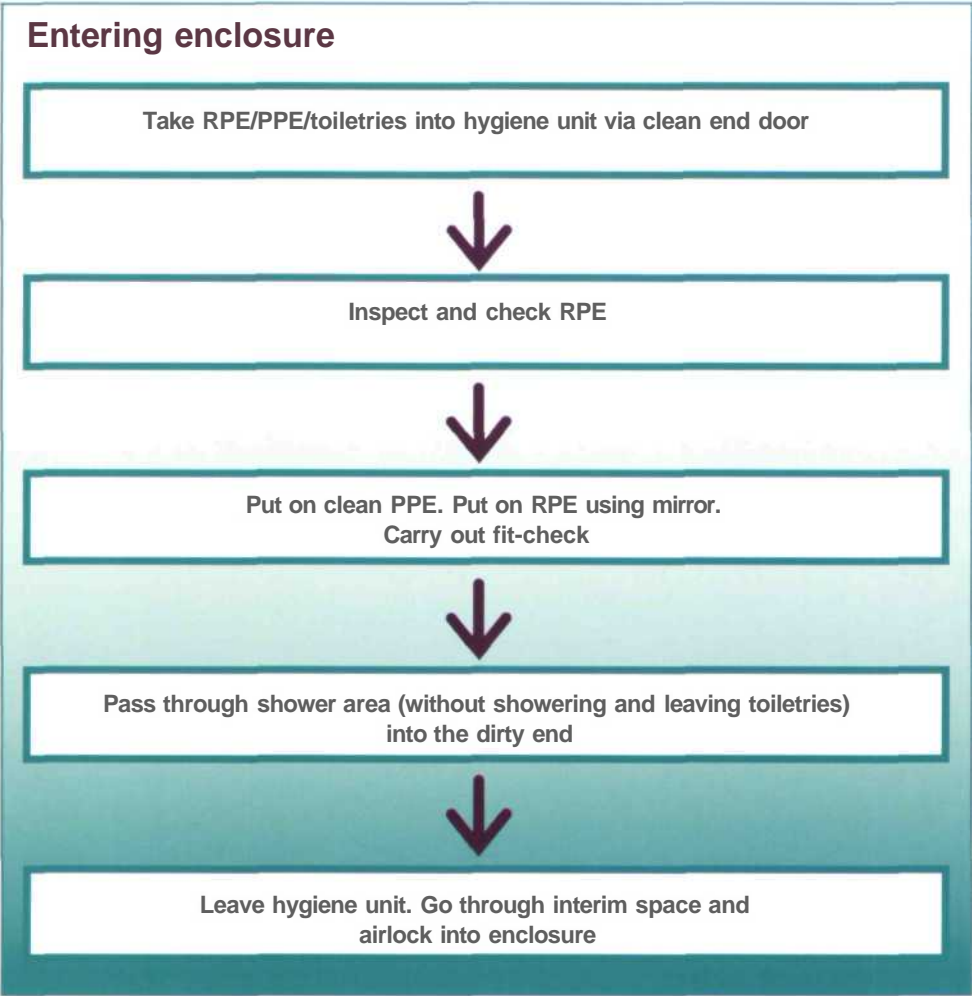 Entering enclosure
Take RPE/PPE/toiletries into hygiene unit via clean end door
Inspect and check RPE
Put on clean PPE. Put on RPE using mirror.
Carry out fit-check
Pass through shower area (without showering and leaving toiletries)
into the dirty end
Leave hygiene unit. Go through interim space and
airlock into enclosure